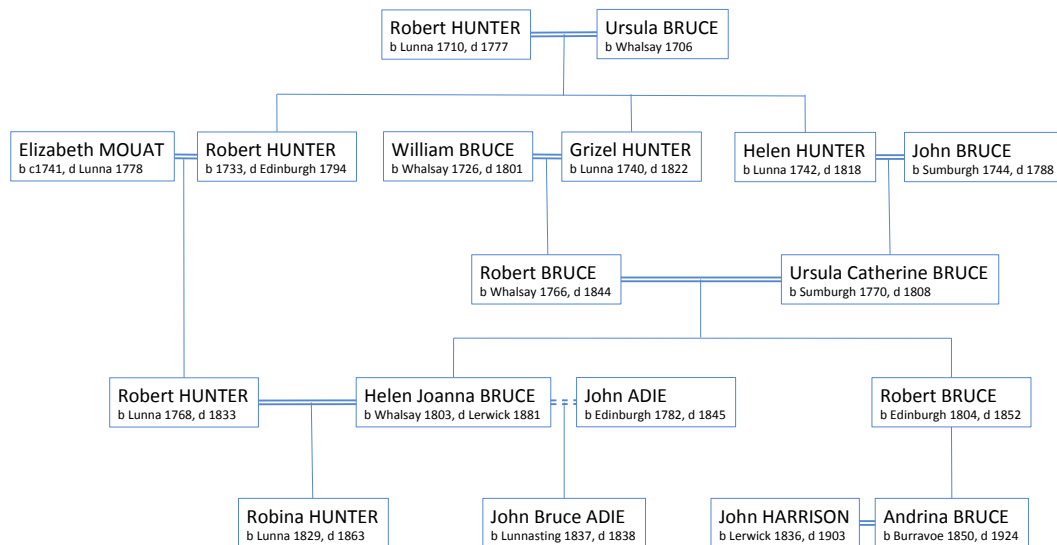 Robert HUNTER
b Lunna 1710, d 1777
Ursula BRUCE
b Whalsay 1706
Elizabeth MOUAT
b c1741, d Lunna 1778
Robert HUNTER
b 1733, d Edinburgh 1794
William BRUCE
b Whalsay 1726, d 1801
Grizel HUNTER
b Lunna 1740, d 1822
Helen HUNTER
b Lunna 1742, d 1818
John BRUCE
b Sumburgh 1744, d 1788
Robert BRUCE
b Whalsay 1766, d 1844
Ursula Catherine BRUCE
b Sumburgh 1770, d 1808
Robert HUNTER
b Lunna 1768, d 1833
Helen Joanna BRUCE
b Whalsay 1803, d Lerwick 1881
John ADIE
b Edinburgh 1782, d 1845
Robert BRUCE
b Edinburgh 1804, d 1852
Robina HUNTER
b Lunna 1829, d 1863
John Bruce ADIE
b Lunnasting 1837, d 1838
John HARRISON
b Lerwick 1836, d 1903
Andrina BRUCE
b Burravoe 1850, d 1924